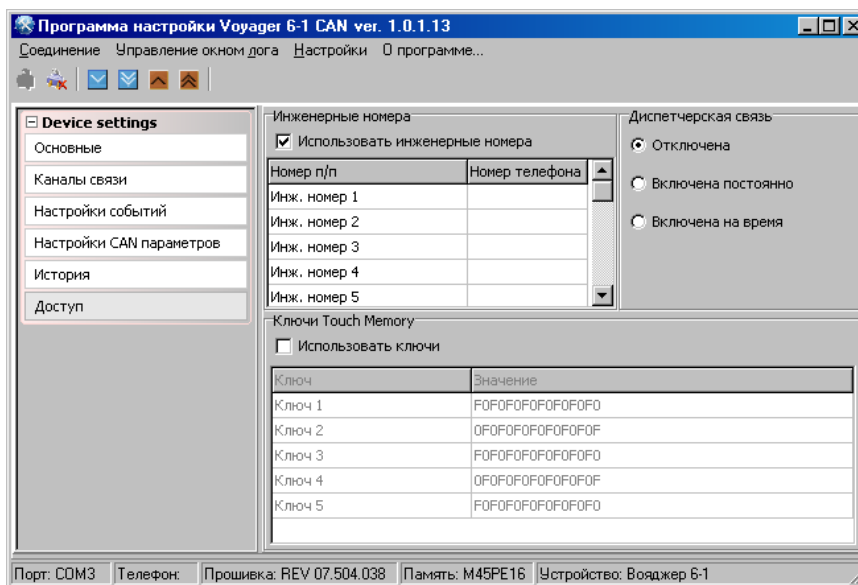 Программа настройки Voyager 6-1 CAN ver. 1.0.1.13
Соединение Управление окном лога Настройки О программе...
Device settings
Основные
Каналы связи
Настройки событий
Настройки CAN параметров
История
Доступ
Инженерные номера
Использовать инженерные номера
Номер п/п Номер телефона
Инж. номер 1
Инж. номер 2
Инж. номер 3
Инж. номер 4
Инж. номер 5
Диспетчерская связь
Отключена
Включена постоянно
Включена на время
Ключи Touch Memory
Использовать ключи
Ключ Значение
Ключ 1 F0F0F0F0F0F0F0F0
Ключ 2 0F0F0F0F0F0F0F0F
Ключ 3 F0F0F0F0F0F0F0F0
Ключ 4 0F0F0F0F0F0F0F0F
Ключ 5 F0F0F0F0F0F0F0F0
Порт: COM3 Телефон: Прошивка: REV 07.504.038 Память: M45PE16 Устройство: Вояджер 6-1